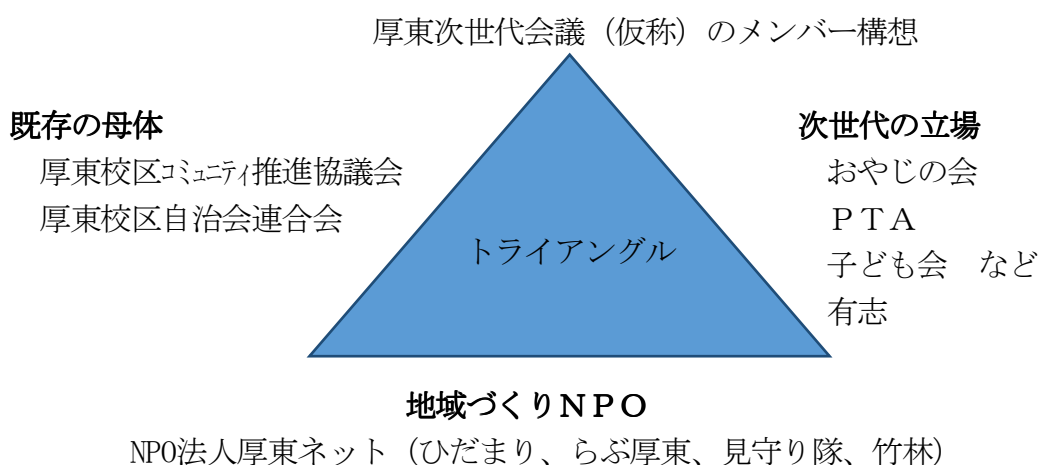 厚東次世代会議（仮称）のメンバー構想
既存の母体
厚東校区ｺﾐｭﾆﾃｨ推進協議会
厚東校区自治会連合会
次世代の立場
おやじの会
ＰＴＡ
子ども会　など
有志
トライアングル
地域づくりＮＰＯ
NPO法人厚東ネット（ひだまり、らぶ厚東、見守り隊、竹林）